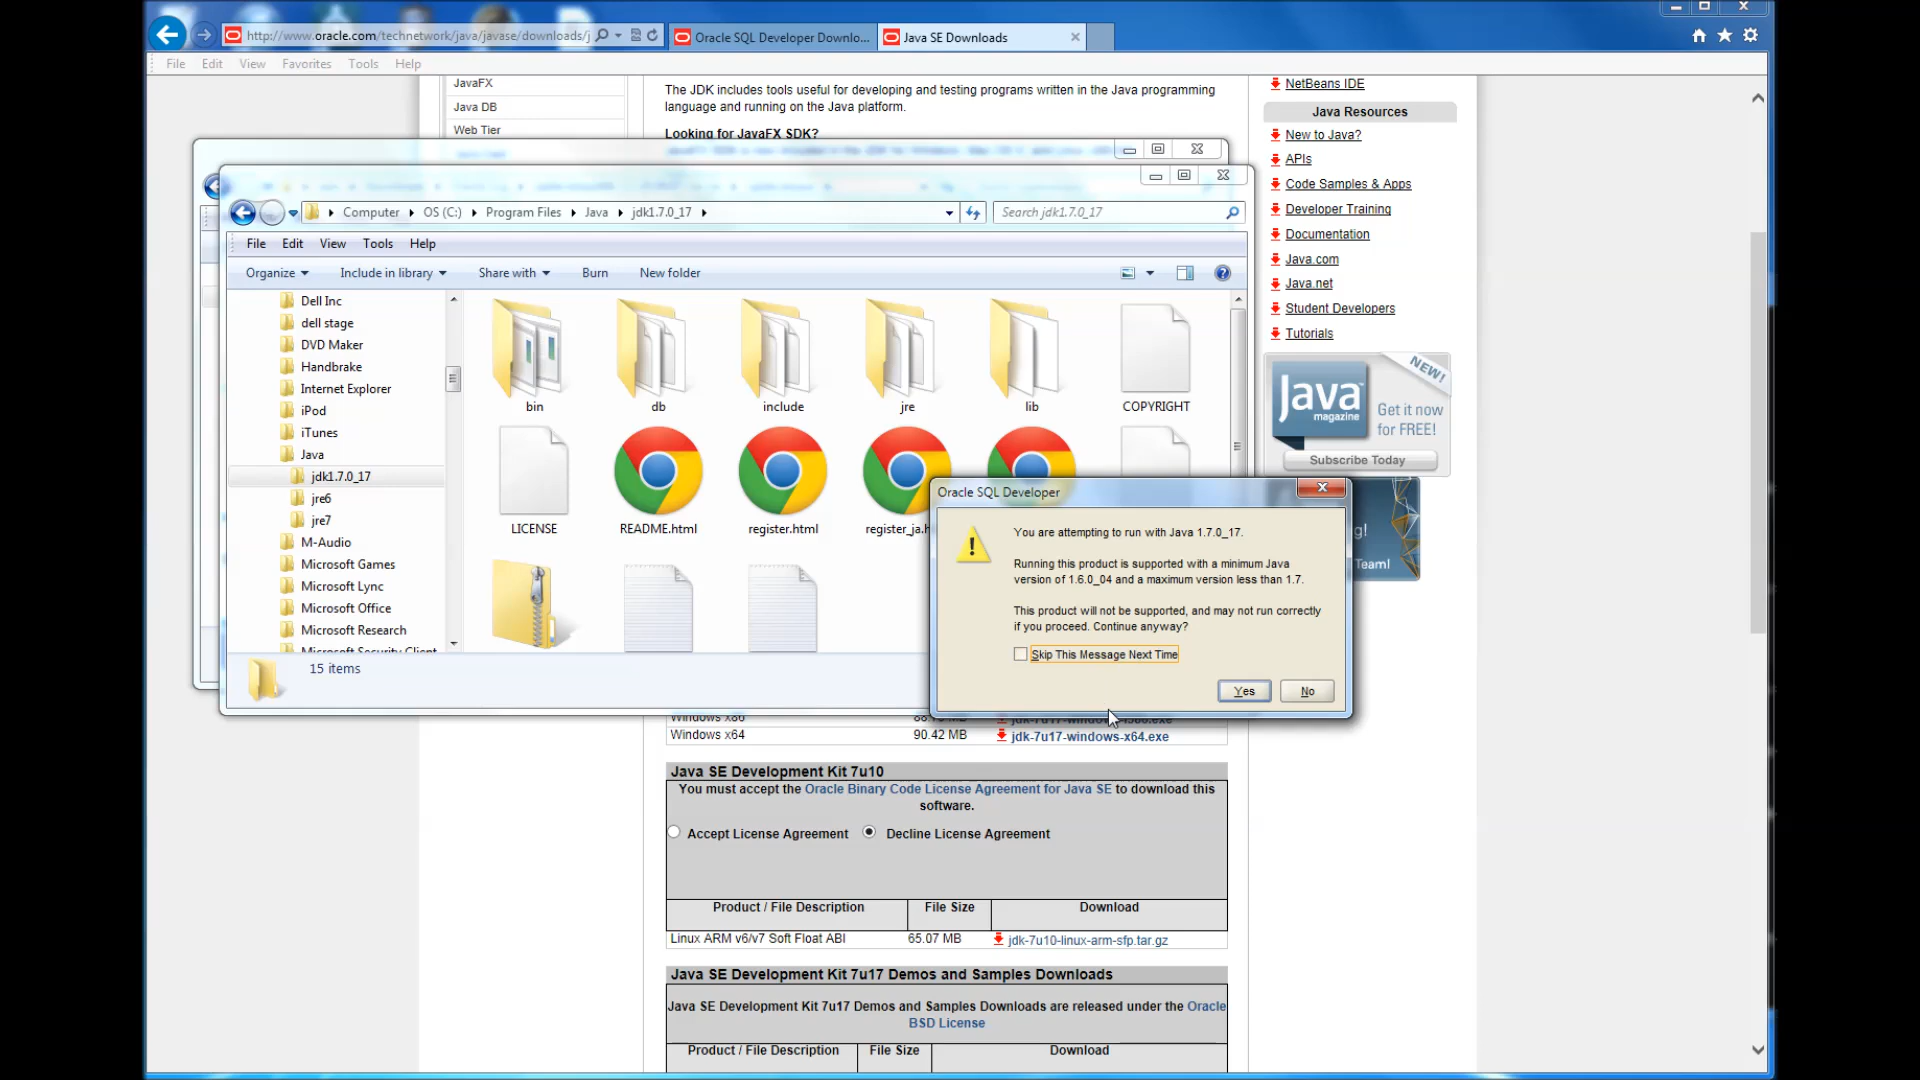 http://www.oracle.com/technetwork/java/javase/downloads/j
Oracle SQL Developer Downlo...
Java SE Downloads
File Edit View Favorites Tools Help
JavaFX
Java DB
Web Tier
The JDK includes tools useful for developing and testing programs written in the Java programming
language and running on the Java platform.
Looking for JavaFX SDK?
NetBeans IDE
Java Resources
New to Java?
APIs
Code Samples & Apps
Developer Training
Documentation
Java.com
Java.net
Student Developers
Tutorials
NEW!
Java
magazine
Get it now
for FREE!
Subscribe Today
g!
Team!
Computer OS (C:) Program Files Java jdk1.7.0_17
Search jdk1.7.0_17
File Edit View Tools Help
Organize Include in library Share with Burn New folder
Dell Inc
dell stage
DVD Maker
Handbrake
Internet Explorer
iPod
iTunes
Java
jdk1.7.0_17
jre6
jre7
M-Audio
Microsoft Games
Microsoft Lync
Microsoft Office
Microsoft Research
Microsoft Security Client
bin
db
include
jre
lib
COPYRIGHT
LICENSE
README.html
register.html
register_ja.h
15 items
Oracle SQL Developer
You are attempting to run with Java 1.7.0_17.
Running this product is supported with a minimum Java
version of 1.6.0_04 and a maximum version less than 1.7.
This product will not be supported, and may not run correctly
if you proceed. Continue anyway?
Skip This Message Next Time
Yes
No
Windows x86 jdk-7u17-windows-i586.exe
Windows x64 90.42 MB jdk-7u17-windows-x64.exe
Java SE Development Kit 7u10
You must accept the Oracle Binary Code License Agreement for Java SE to download this
software.
Accept License Agreement Decline License Agreement
Product / File Description File Size Download
Linux ARM v6/v7 Soft Float ABI 65.07 MB jdk-7u10-linux-arm-sfp.tar.gz
Java SE Development Kit 7u17 Demos and Samples Downloads
Java SE Development Kit 7u17 Demos and Samples Downloads are released under the Oracle
BSD License
Product / File Description File Size Download